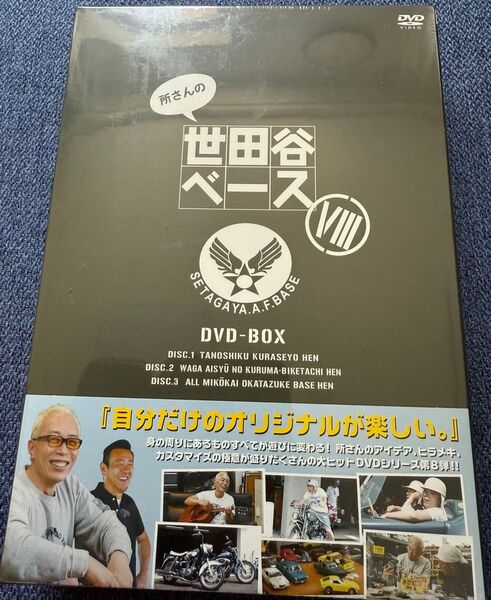 DVD
VIDEO
所さんの
世田谷
ベース
VIII
SETAGAYA.A.F.BASE
DVD-BOX
DISC.1 TANOSHIKU KURASEYO HEN
DISC.2 WAGA AISYŪ NO KURUMA-BIKETACHI HEN
DISC.3 ALL MIKŌKAI OKATAZUKE BASE HEN
『自分だけのオリジナルが楽しい。』
身の周りにあるものすべてが遊びに変わる! 所さんのアイデア、ヒラメキ、
カスタマイズの極意が盛りだくさんの大ヒットDVDシリーズ第8弾!!